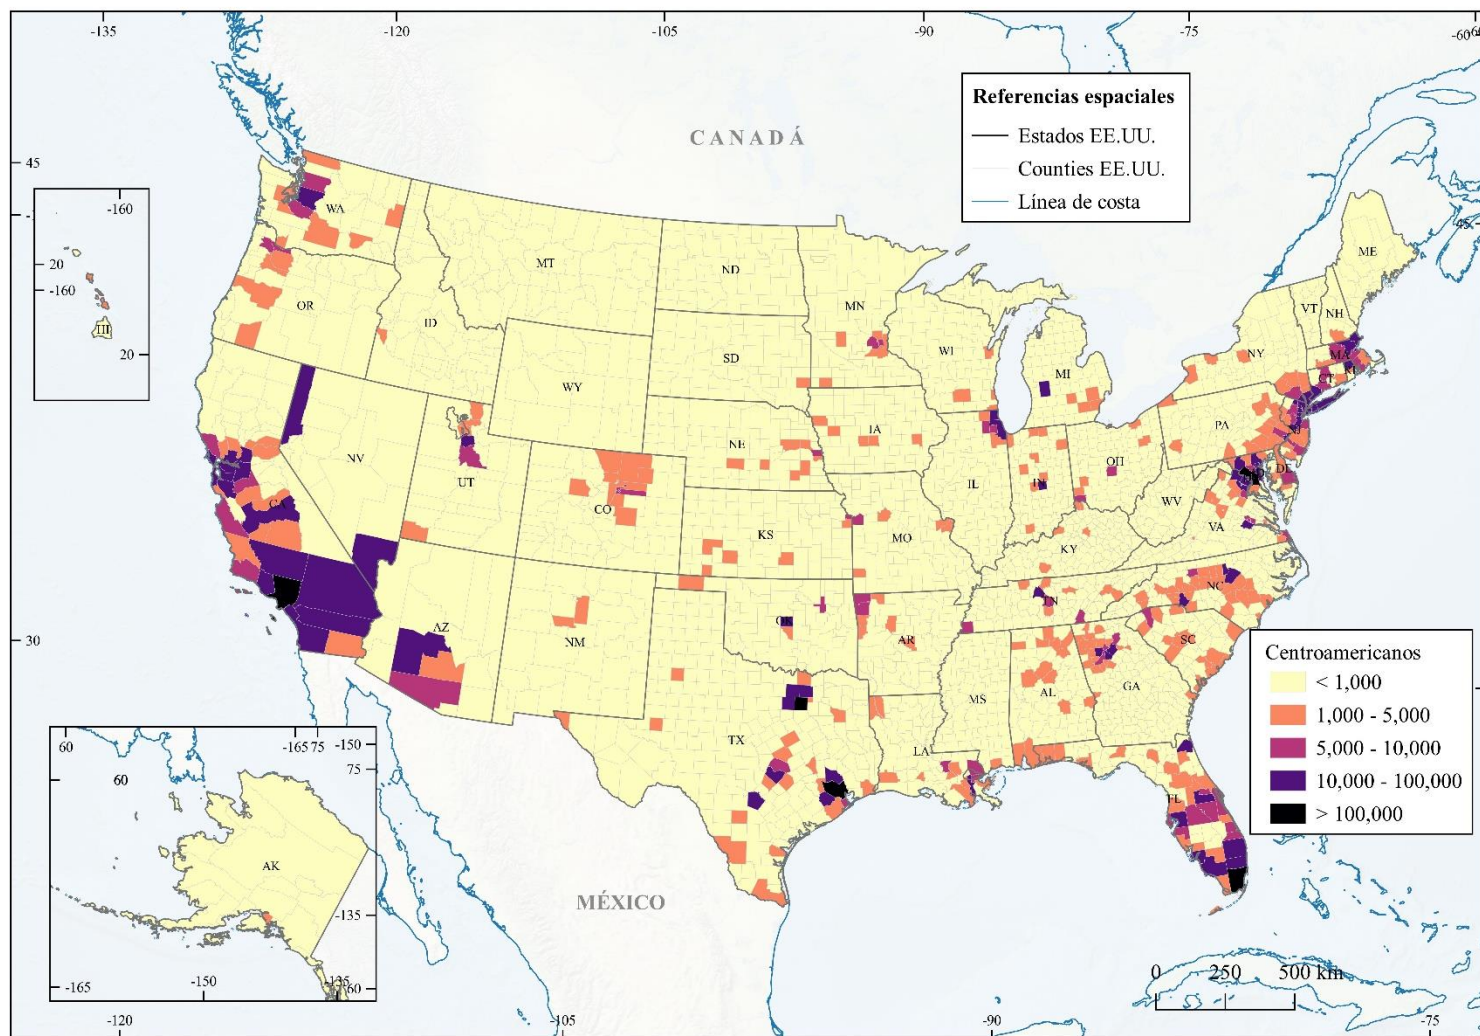 -135
-120
-105
-90
-75
-60
45
-160
20
-160
HI
20
30
CANADÁ
MÉXICO
Referencias espaciales
Estados EE.UU.
Counties EE.UU.
Línea de costa
WA
OR
ID
MT
ND
MN
WI
MI
NY
VT
NH
ME
MA
CT
RI
SD
WY
NE
IA
IL
IN
OH
PA
NJ
DE
WV
VA
NV
UT
CO
KS
MO
KY
CA
AZ
NM
OK
AR
TN
NC
SC
TX
LA
MS
AL
GA
FL
Centroamericanos
< 1,000
1,000 - 5,000
5,000 - 10,000
10,000 - 100,000
> 100,000
60
-165
75
-150
75
60
AK
-135
-165
-150
-135
60
0 250 500 km
-120
-105
-90
-75